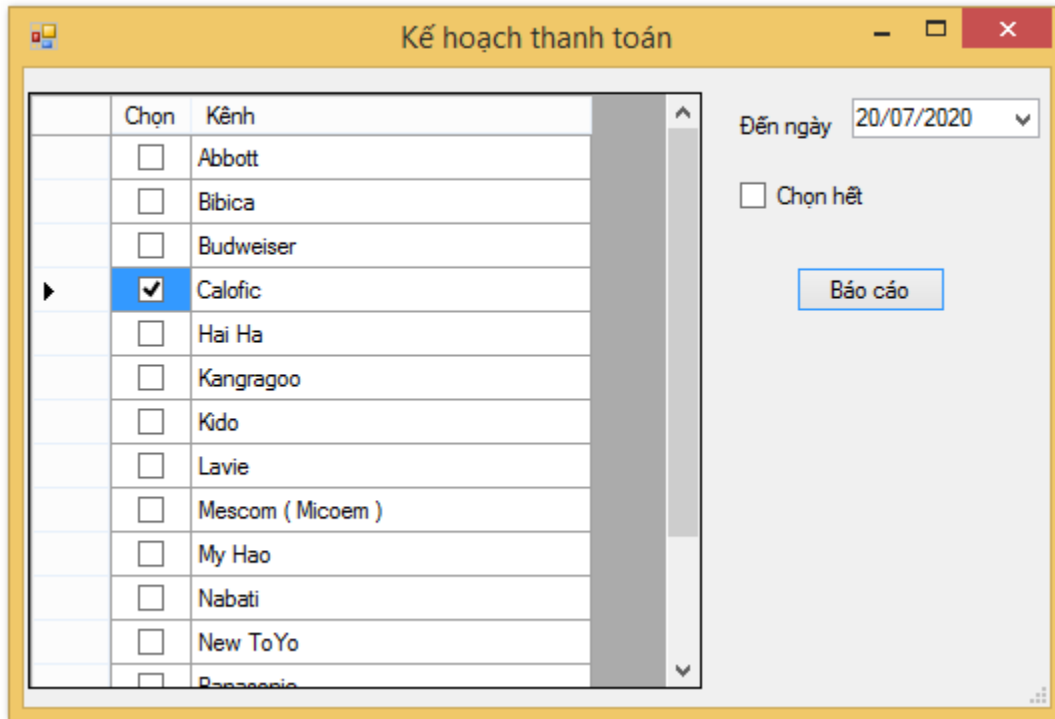 Kế hoạch thanh toán
Chọn Kênh
Abbott
Bibica
Budweiser
Calofic
Hai Ha
Kangragoo
Kido
Lavie
Mescom ( Micoem )
My Hao
Nabati
New ToYo
Panasonic
Đến ngày 20/07/2020
Chọn hết
Báo cáo